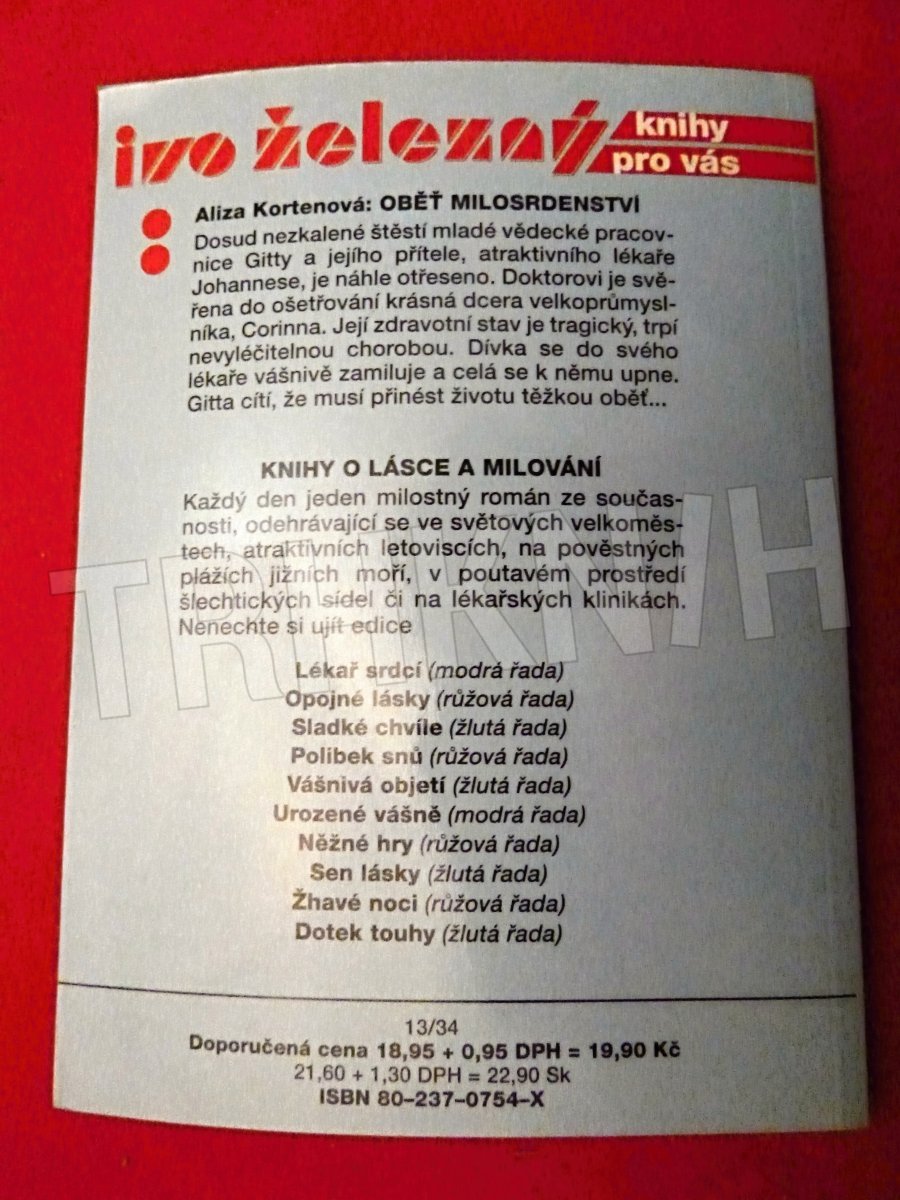 ivo železný
knihy
pro vás
Aliza Kortenová: OBĚŤ MILOSRDENSTVÍ
Dosud nezkalené štěstí mladé vědecké pracov-
nice Gitty a jejího přítele, atraktivního lékaře
Johannese, je náhle otřeseno. Doktorovi je svě-
řena do ošetřování krásná dcera velkoprůmysl-
níka, Corinna. Její zdravotní stav je tragický, trpí
nevyléčitelnou chorobou. Dívka se do svého
lékaře vášnivě zamiluje a celá se k němu upne.
Gitta cítí, že musí přinést životu těžkou oběť...
KNIHY O LÁSCE A MILOVÁNÍ
Každý den jeden milostný román ze součas-
nosti, odehrávající se ve světových velkoměs-
tech, atraktivních letoviscích, na pověstných
plážích jižních moří, v poutavém prostředí
šlechtických sídel či na lékařských klinikách.
Nenechte si ujít edice
Lékař srdcí (modrá řada)
Opojné lásky (růžová řada)
Sladké chvíle (žlutá řada)
Polibek snů (růžová řada)
Vášnivá objetí (žlutá řada)
Urozené vášně (modrá řada)
Něžné hry (růžová řada)
Sen lásky (žlutá řada)
Žhavé noci (růžová řada)
Dotek touhy (žlutá řada)
13/34
Doporučená cena 18,95 + 0,95 DPH = 19,90 Kč
21,60 + 1,30 DPH = 22,90 Sk
ISBN 80-237-0754-X
TRHKNIH